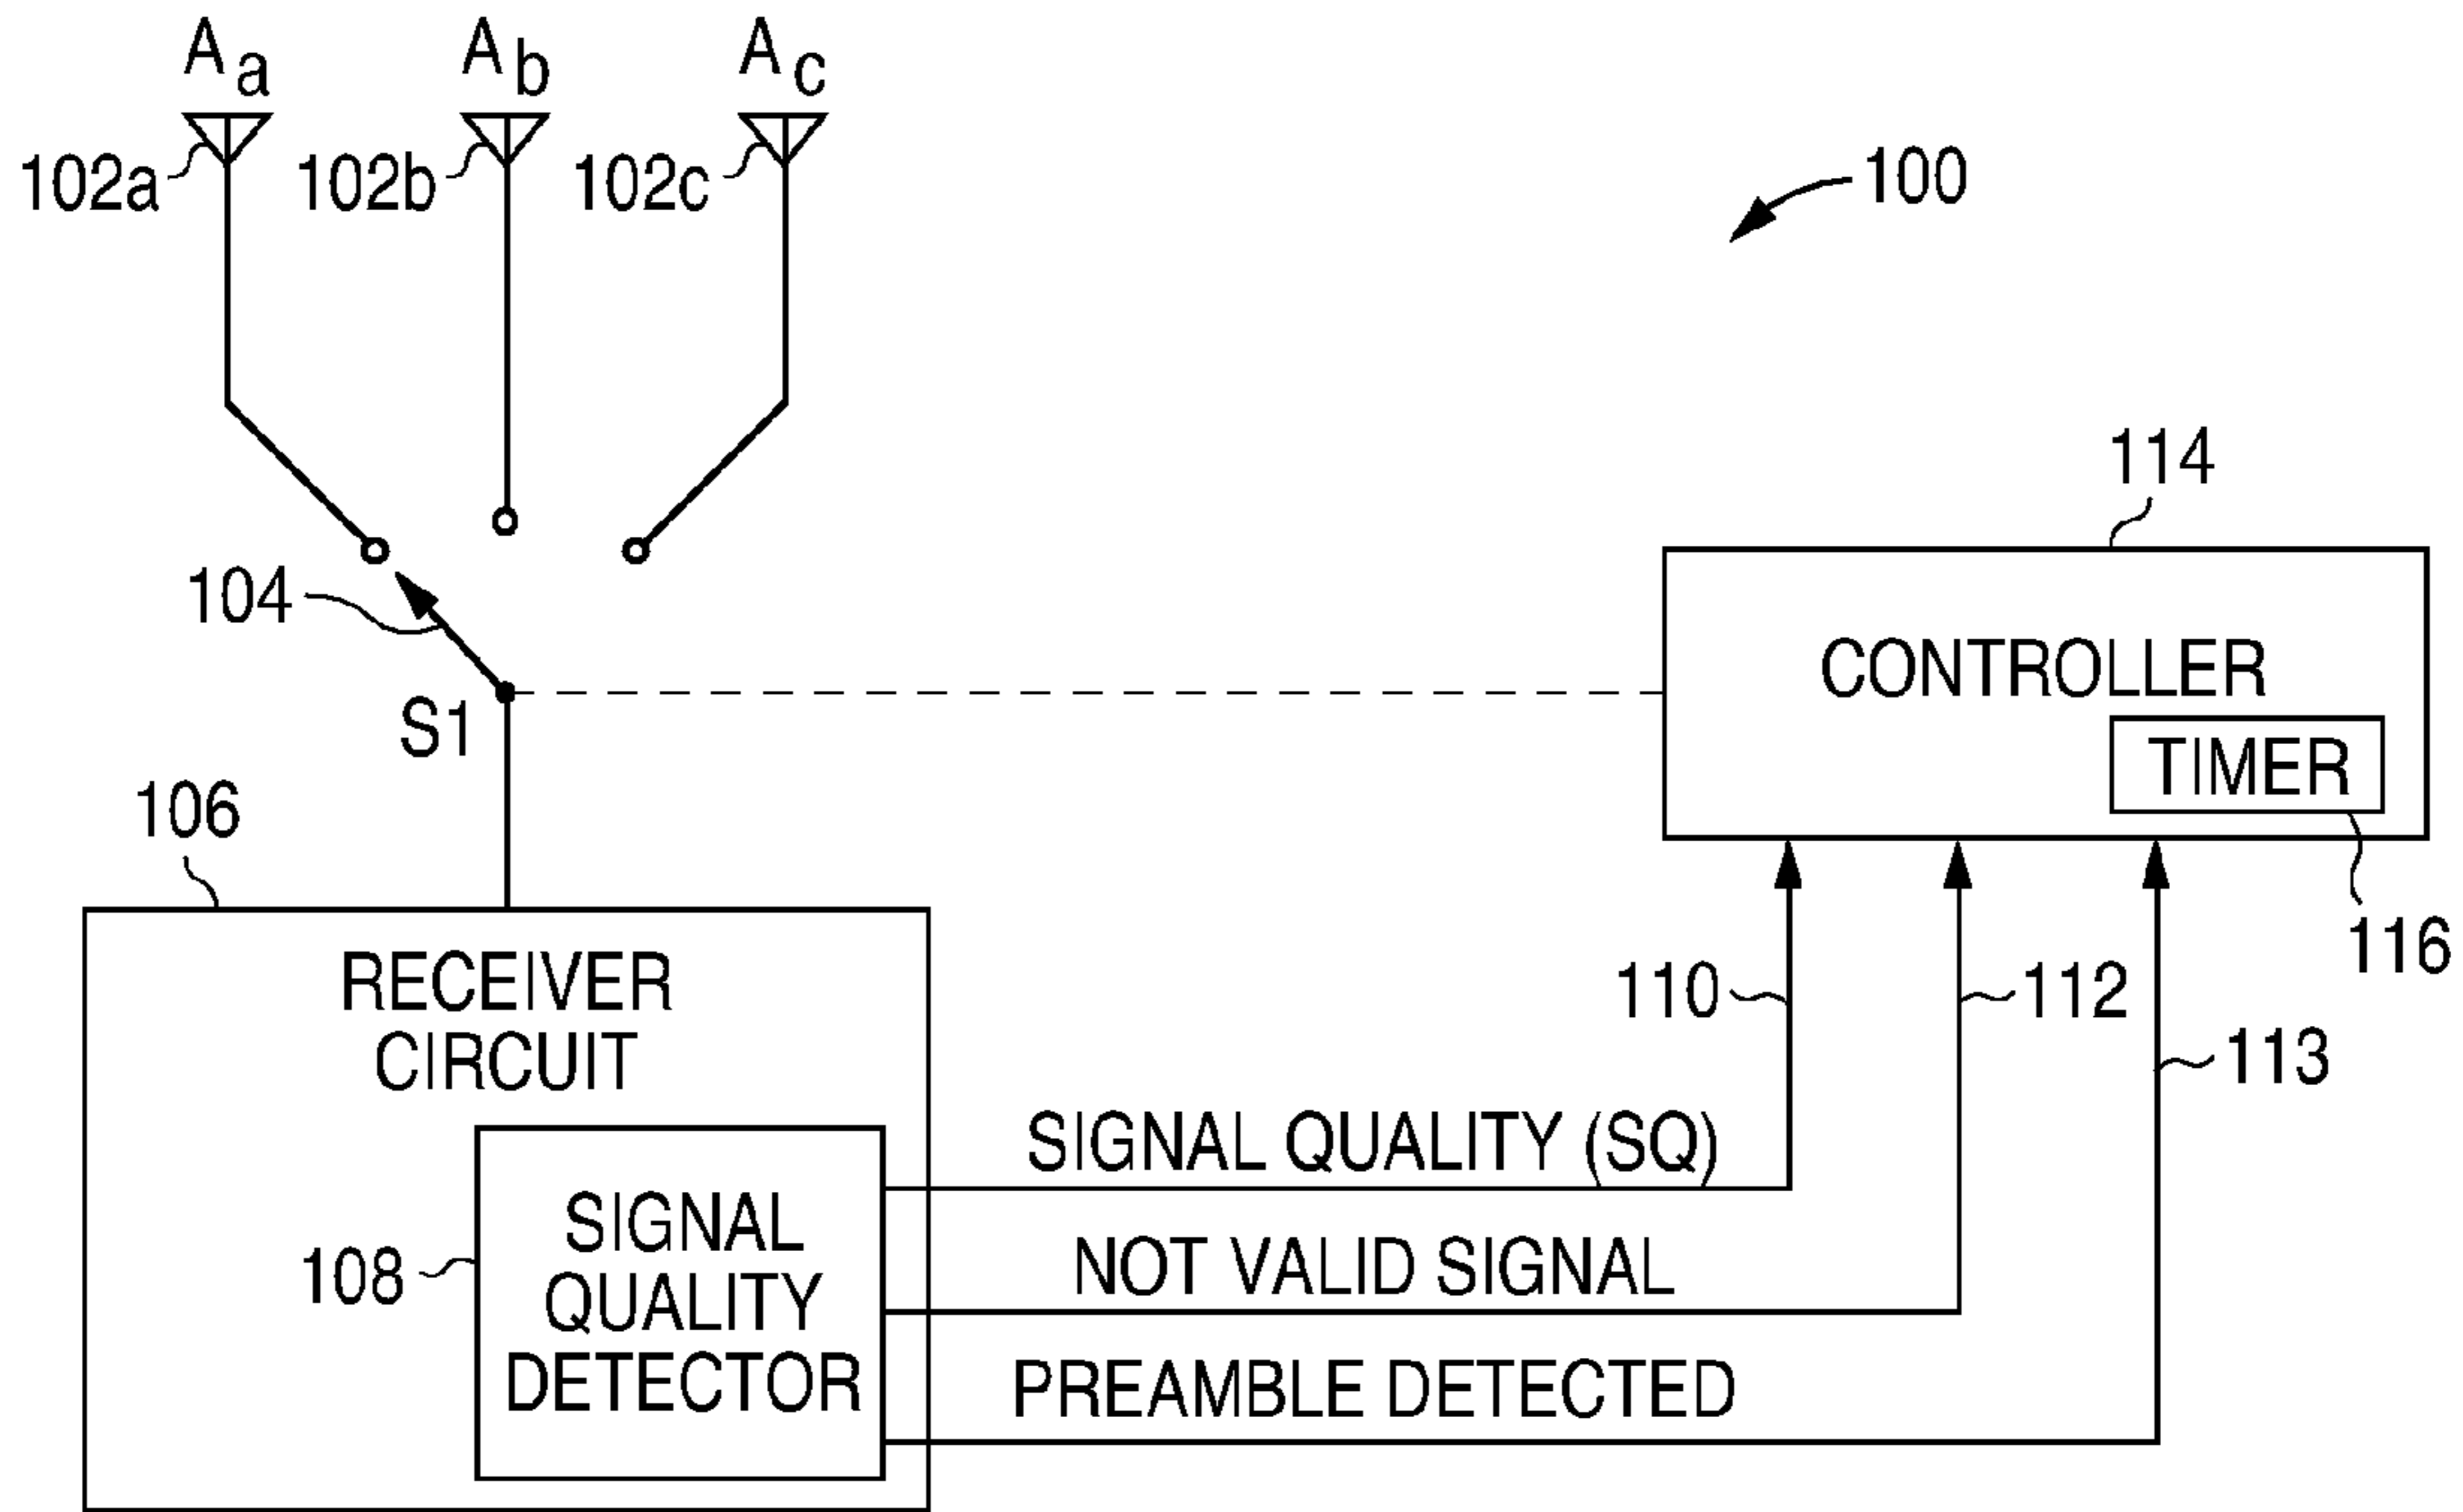 Aa Ab Ac
102a 102b 102c
100
114
104
CONTROLLER
S1
TIMER
106
116
RECEIVER
CIRCUIT
110
112
113
SIGNAL QUALITY (SQ)
SIGNAL
QUALITY
DETECTOR
108
NOT VALID SIGNAL
PREAMBLE DETECTED